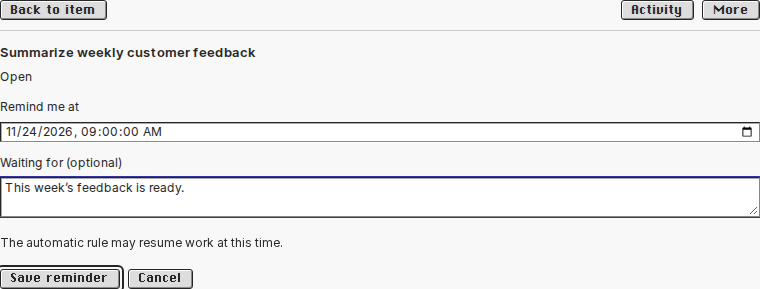 Back to item
Activity
More
Summarize weekly customer feedback
Open
Remind me at
11/24/2026, 09:00:00 AM
Waiting for (optional)
This week's feedback is ready.
The automatic rule may resume work at this time.
Save reminder
Cancel